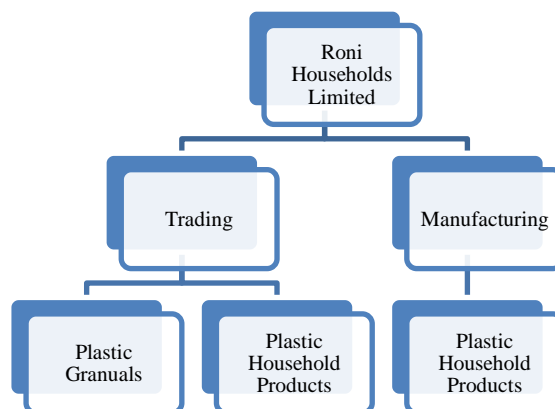 Roni
Households
Limited
Trading
Manufacturing
Plastic
Granuals
Plastic
Household
Products
Plastic
Household
Products